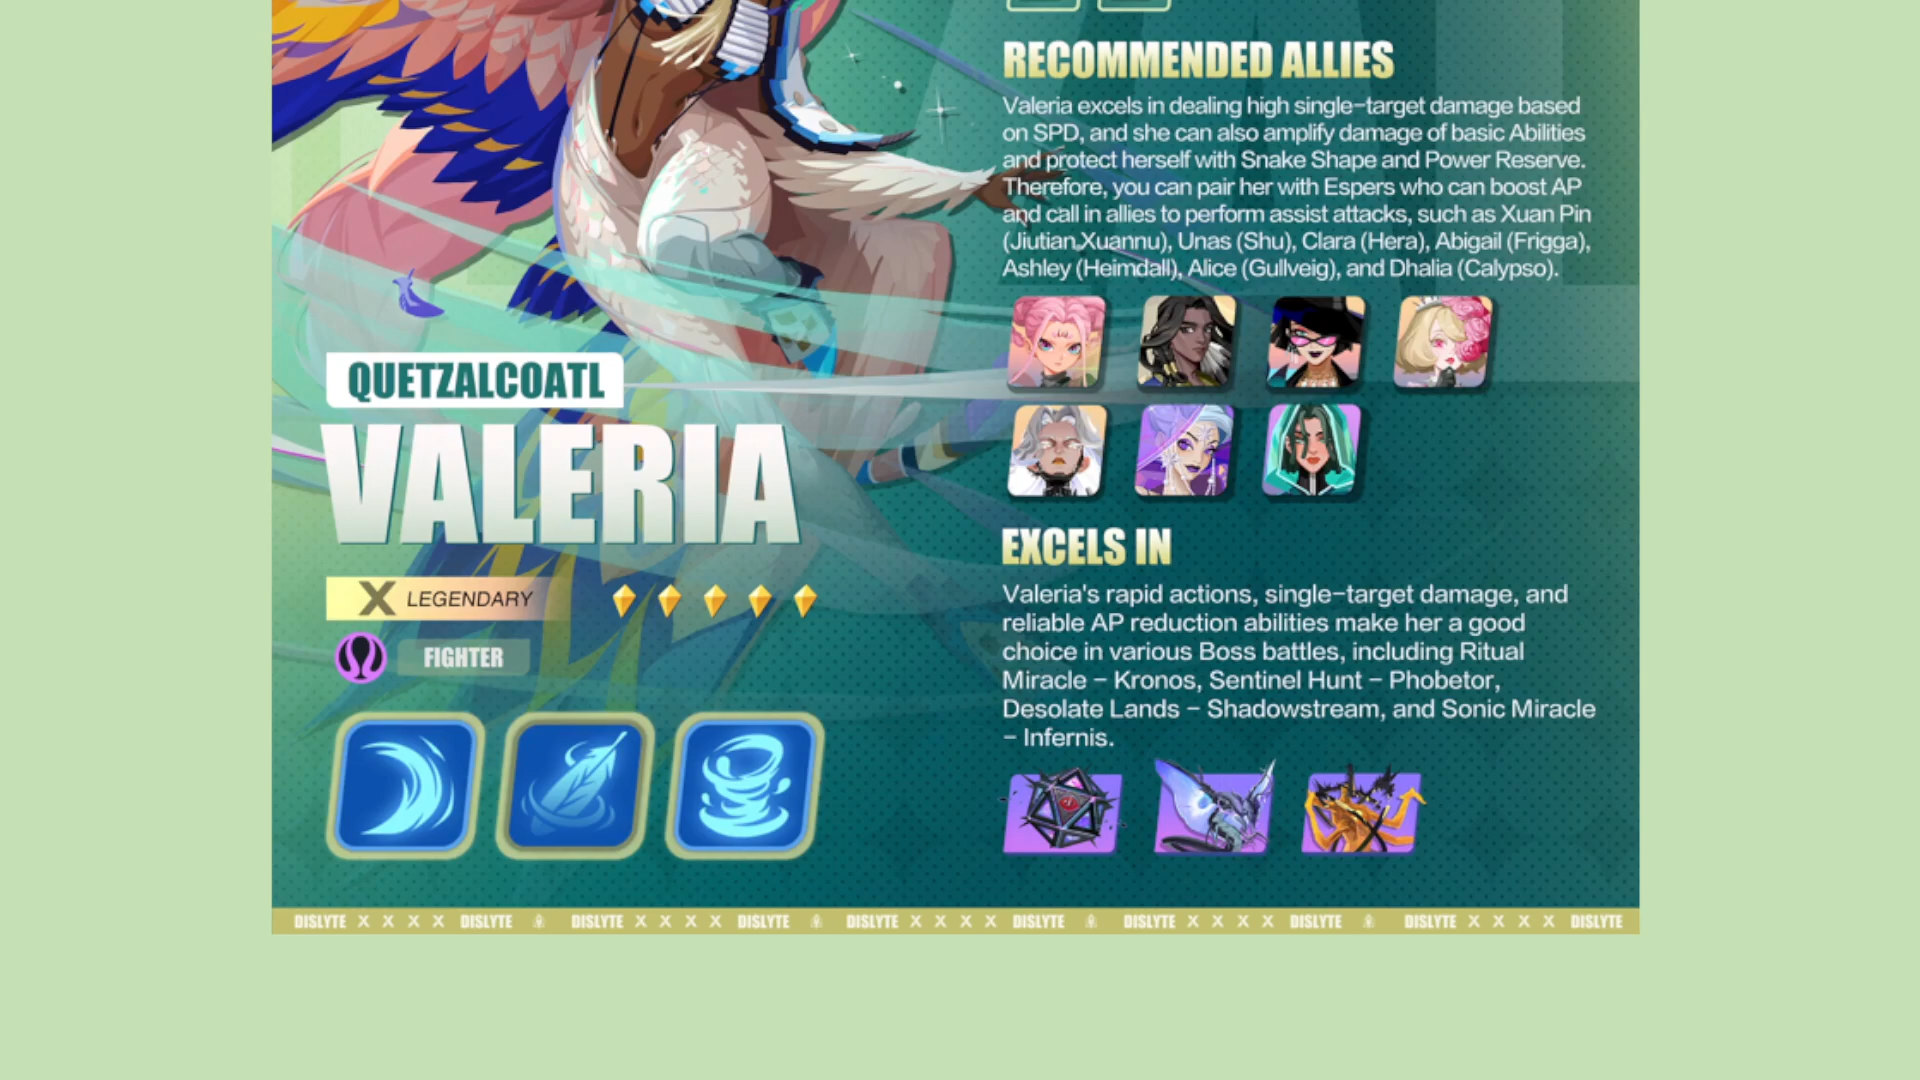 RECOMMENDED ALLIES
Valeria excels in dealing high single-target damage based
on SPD, and she can also amplify damage of basic Abilities
and protect herself with Snake Shape and Power Reserve.
Therefore, you can pair her with Espers who can boost AP
and call in allies to perform assist attacks, such as Xuan Pin
(Jiutian Xuannu), Unas (Shu), Clara (Hera), Abigail (Frigga),
Ashley (Heimdall), Alice (Gullveig), and Dhalia (Calypso).
QUETZALCOATL
VALERIA
X LEGENDARY
FIGHTER
EXCELS IN
Valeria's rapid actions, single-target damage, and
reliable AP reduction abilities make her a good
choice in various Boss battles, including Ritual
Miracle - Kronos, Sentinel Hunt - Phobetor,
Desolate Lands - Shadowstream, and Sonic Miracle
- Infernis.
DISLYTE X X X X DISLYTE DISLYTE X X X X DISLYTE DISLYTE X X X X DISLYTE DISLYTE X X X X DISLYTE DISLYTE X X X X DISLYTE